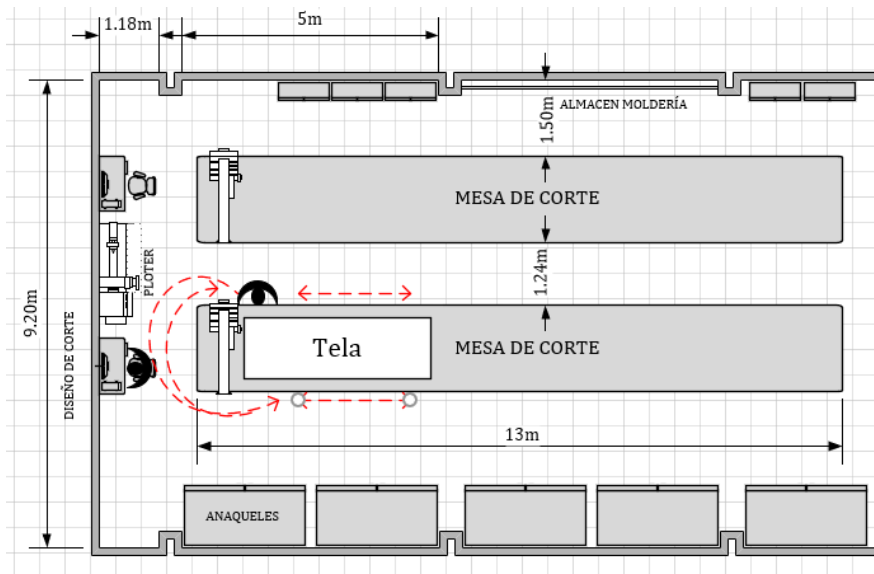 1.18m
5m
ALMACEN MOLDERÍA
1.50m
MESA DE CORTE
PLOTER
1.24m
9.20m
Tela
MESA DE CORTE
DISEÑO DE CORTE
13m
ANAQUELES